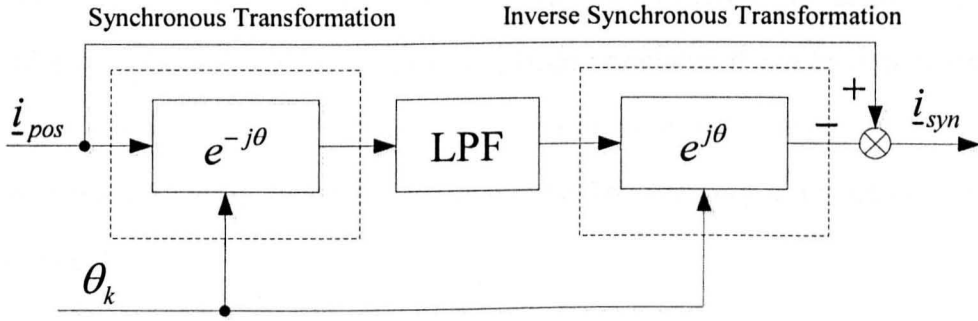 Synchronous Transformation
Inverse Synchronous Transformation
i_pos
e^{-jθ}
LPF
e^{jθ}
+
−
i_syn
θ_k